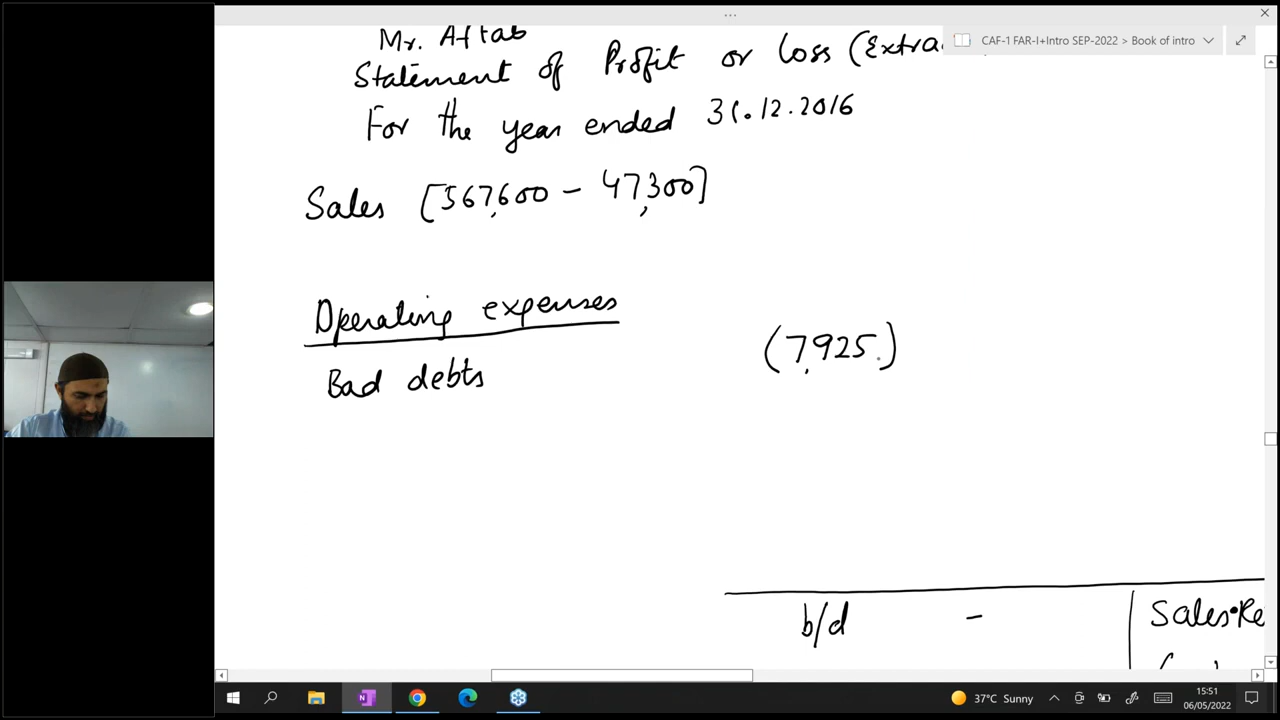 CAF-1 FAR-I+Intro SEP-2022 > Book of intro
Mr. Aftab
Statement of Profit or loss (Extra
For the year ended 31.12.2016
Sales [567,600 - 47,300]
Operating expenses
Bad debts (7,925.)
b/d - Sales Re
37°C Sunny
15:51
06/05/2022